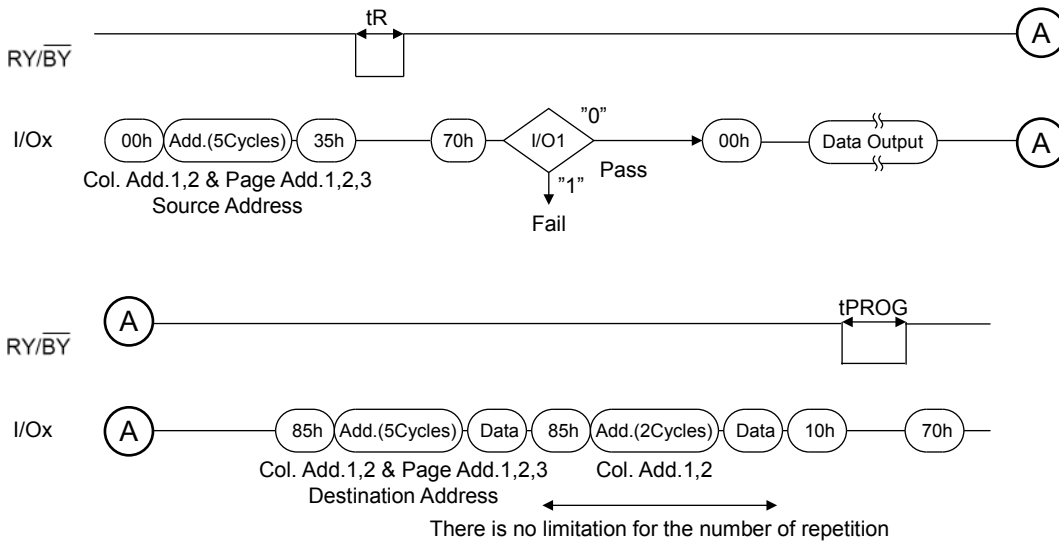 tR
RY/BY
A
I/Ox
00h Add.(5Cycles) 35h 70h I/O1 "0" 00h Data Output A
Pass
"1"
Col. Add.1,2 & Page Add.1,2,3
Source Address
Fail
A
tPROG
RY/BY
I/Ox
A 85h Add.(5Cycles) Data 85h Add.(2Cycles) Data 10h 70h
Col. Add.1,2 & Page Add.1,2,3 Col. Add.1,2
Destination Address
There is no limitation for the number of repetition